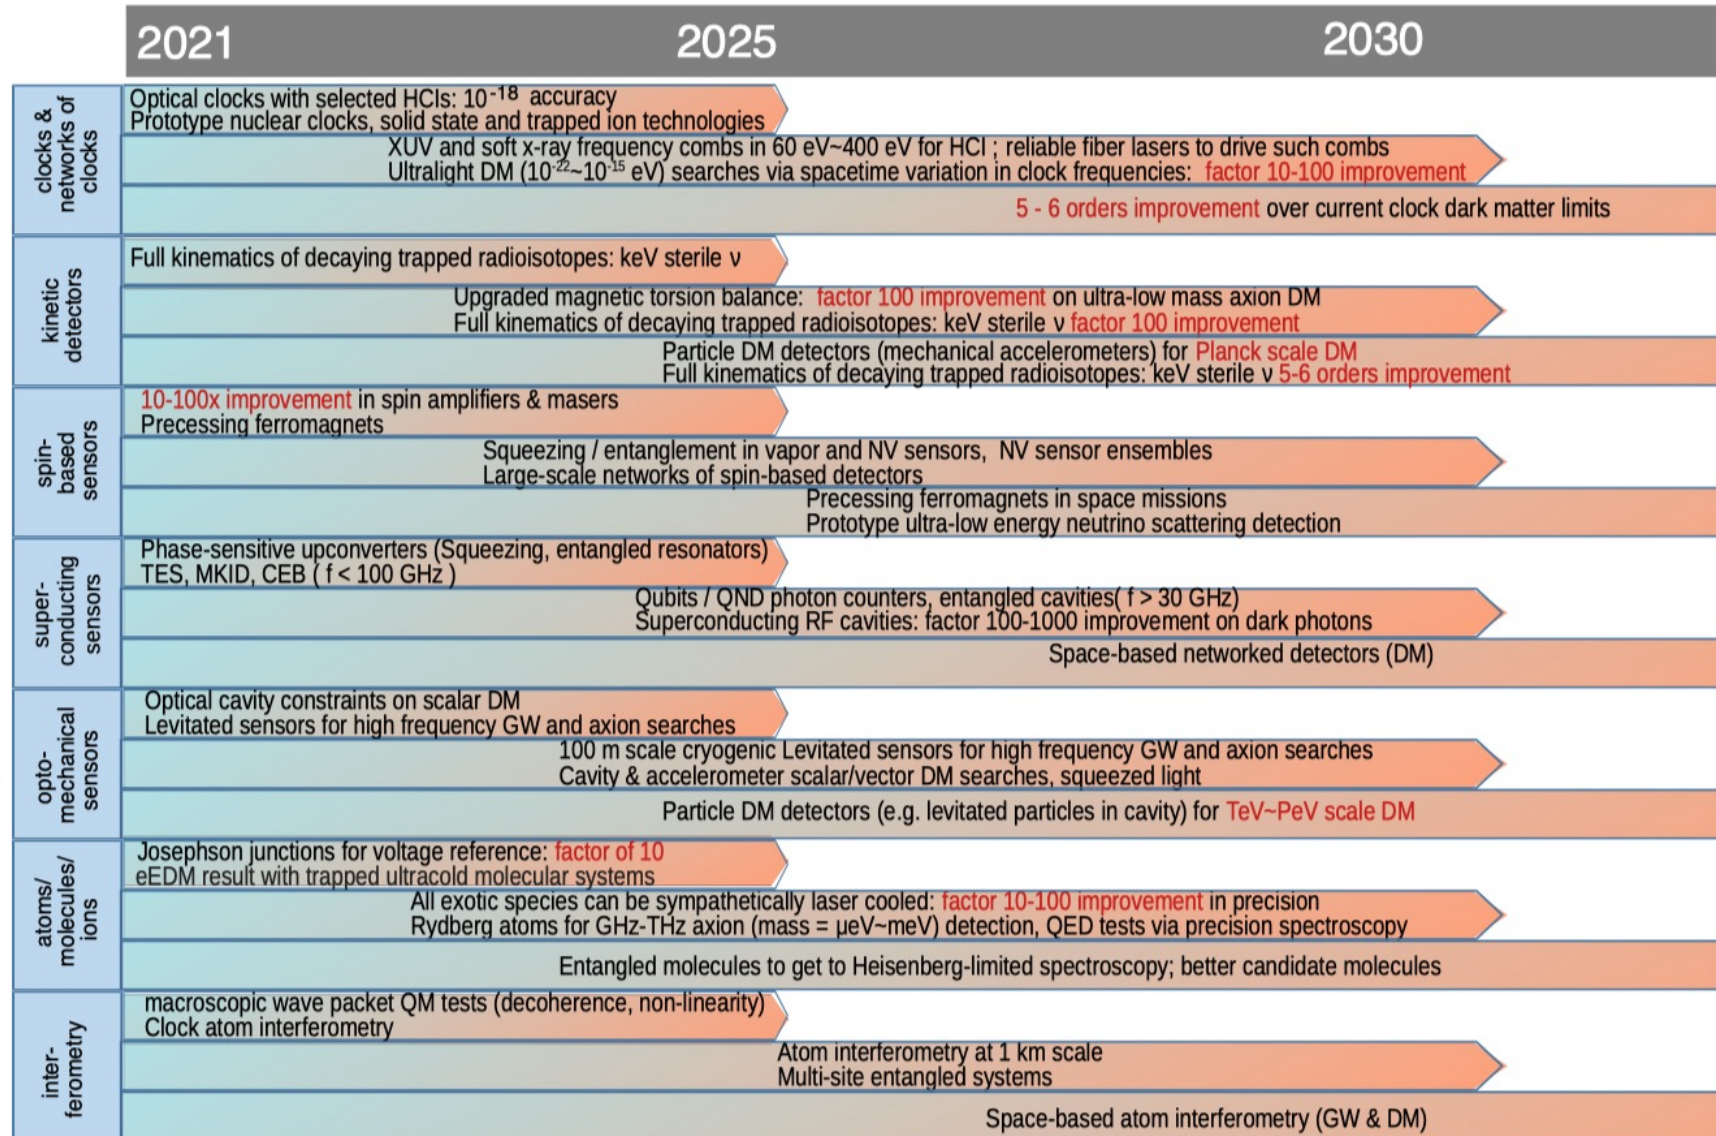 2021 2025 2030
clocks &
networks of
clocks
Optical clocks with selected HCIs: 10⁻¹⁸ accuracy
Prototype nuclear clocks, solid state and trapped ion technologies
XUV and soft x-ray frequency combs in 60 eV~400 eV for HCI ; reliable fiber lasers to drive such combs
Ultralight DM (10⁻²²~10⁻¹⁵ eV) searches via spacetime variation in clock frequencies: factor 10-100 improvement
5 - 6 orders improvement over current clock dark matter limits
kinetic
detectors
Full kinematics of decaying trapped radioisotopes: keV sterile ν
Upgraded magnetic torsion balance: factor 100 improvement on ultra-low mass axion DM
Full kinematics of decaying trapped radioisotopes: keV sterile ν factor 100 improvement
Particle DM detectors (mechanical accelerometers) for Planck scale DM
Full kinematics of decaying trapped radioisotopes: keV sterile ν 5-6 orders improvement
spin-
based
sensors
10-100x improvement in spin amplifiers & masers
Precessing ferromagnets
Squeezing / entanglement in vapor and NV sensors, NV sensor ensembles
Large-scale networks of spin-based detectors
Precessing ferromagnets in space missions
Prototype ultra-low energy neutrino scattering detection
super-
conducting
sensors
Phase-sensitive upconverters (Squeezing, entangled resonators)
TES, MKID, CEB ( f < 100 GHz )
Qubits / QND photon counters, entangled cavities( f > 30 GHz)
Superconducting RF cavities: factor 100-1000 improvement on dark photons
Space-based networked detectors (DM)
opto-
mechanical
sensors
Optical cavity constraints on scalar DM
Levitated sensors for high frequency GW and axion searches
100 m scale cryogenic Levitated sensors for high frequency GW and axion searches
Cavity & accelerometer scalar/vector DM searches, squeezed light
Particle DM detectors (e.g. levitated particles in cavity) for TeV~PeV scale DM
atoms/
molecules/
ions
Josephson junctions for voltage reference: factor of 10
eEDM result with trapped ultracold molecular systems
All exotic species can be sympathetically laser cooled: factor 10-100 improvement in precision
Rydberg atoms for GHz-THz axion (mass = μeV~meV) detection, QED tests via precision spectroscopy
Entangled molecules to get to Heisenberg-limited spectroscopy; better candidate molecules
inter-
ferometry
macroscopic wave packet QM tests (decoherence, non-linearity)
Clock atom interferometry
Atom interferometry at 1 km scale
Multi-site entangled systems
Space-based atom interferometry (GW & DM)